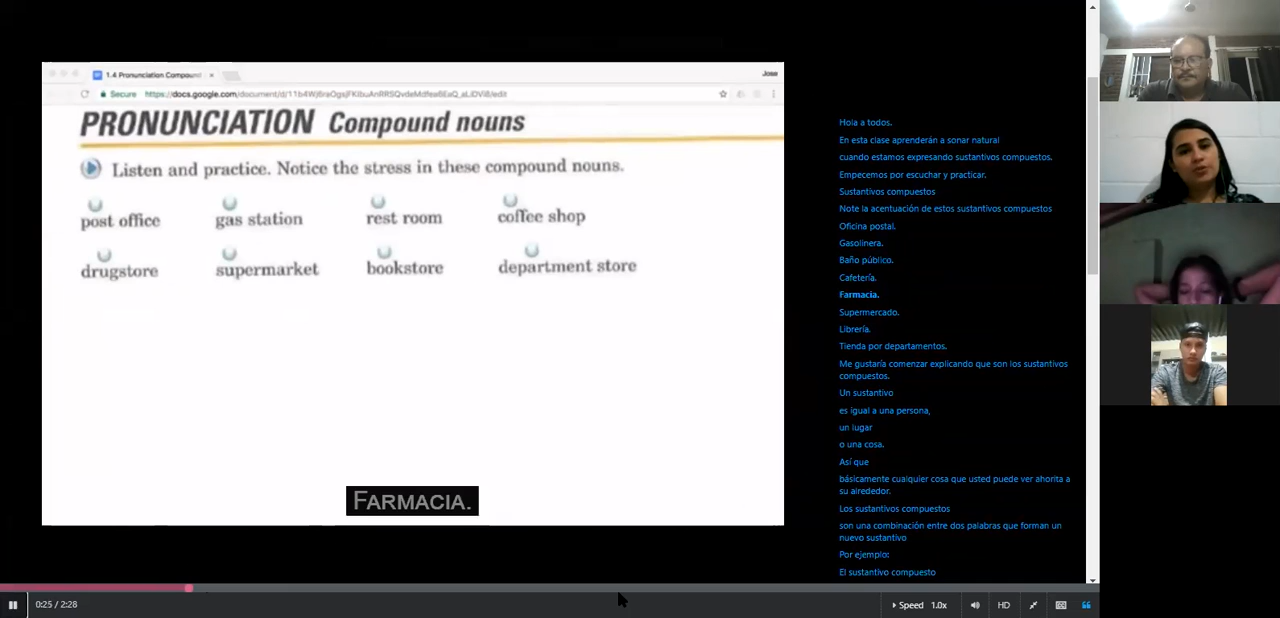 1.4 Pronunciation Compound
Jose
Secure
PRONUNCIATION Compound nouns
Listen and practice. Notice the stress in these compound nouns.
post office gas station rest room coffee shop
drugstore supermarket bookstore department store
FARMACIA.
Hola a todos.
En esta clase aprenderán a sonar natural
cuando estamos expresando sustantivos compuestos.
Empecemos por escuchar y practicar.
Sustantivos compuestos
Note la acentuación de estos sustantivos compuestos
Oficina postal.
Gasolinera.
Baño público.
Cafetería.
Farmacia.
Supermercado.
Librería.
Tienda por departamentos.
Me gustaría comenzar explicando que son los sustantivos
compuestos.
Un sustantivo
es igual a una persona,
un lugar
o una cosa.
Así que
básicamente cualquier cosa que usted puede ver ahorita a
su alrededor.
Los sustantivos compuestos
son una combinación entre dos palabras que forman un
nuevo sustantivo
Por ejemplo:
El sustantivo compuesto
0:25 / 2:28
Speed 1.0x
HD